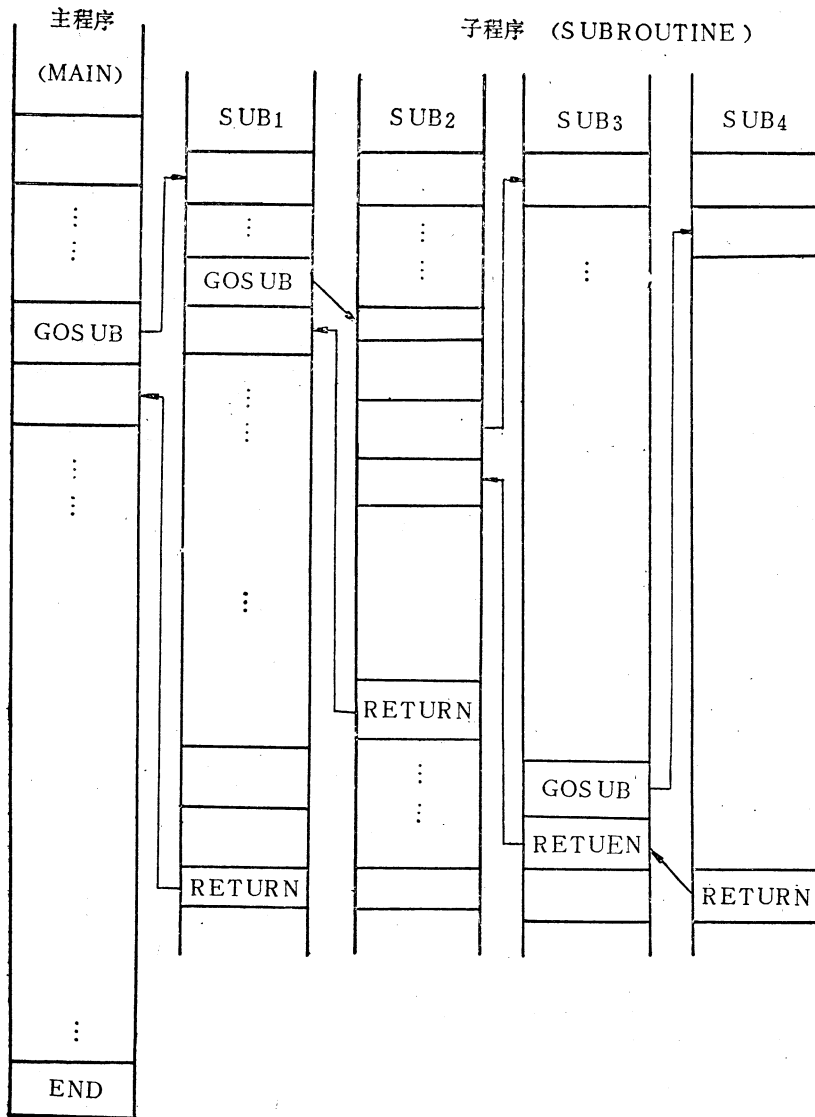 主程序
(MAIN)
子程序 (SUBROUTINE)
SUB1
SUB2
SUB3
SUB4
GOSUB
GOSUB
RETURN
GOSUB
RETUEN
RETURN
RETURN
END